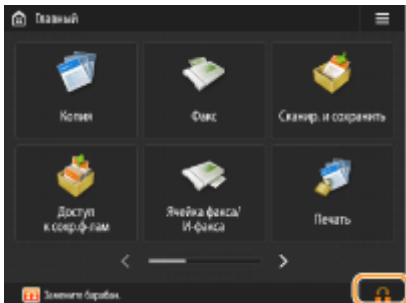 Главный
Копия
Факс
Сканир. и сохранить
Доступ
к сохр.ф-лам
Ячейка факса/
И-факса
Печать
Замените барабан.